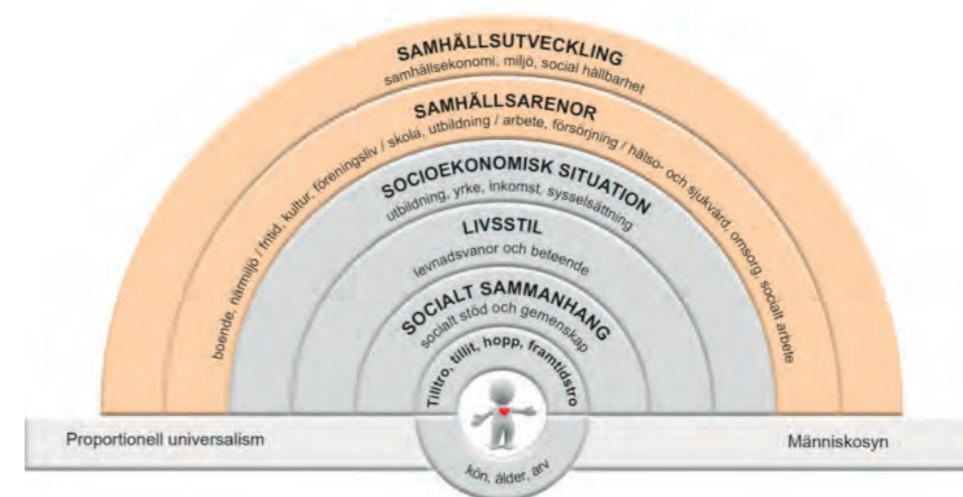 SAMHÄLLSUTVECKLING
samhällsekonomi, miljö, social hållbarhet
SAMHÄLLSARENOR
boende, närmiljö / fritid, kultur, föreningsliv / skola, utbildning / arbete, försörjning / hälso- och sjukvård, omsorg, socialt arbete
SOCIOEKONOMISK SITUATION
utbildning, yrke, inkomst, sysselsättning
LIVSSTIL
levnadsvanor och beteende
SOCIALT SAMMANHANG
socialt stöd och gemenskap
Tilltro, tillit, hopp, framtidstro
Proportionell universalism
Människosyn
kön, ålder, arv